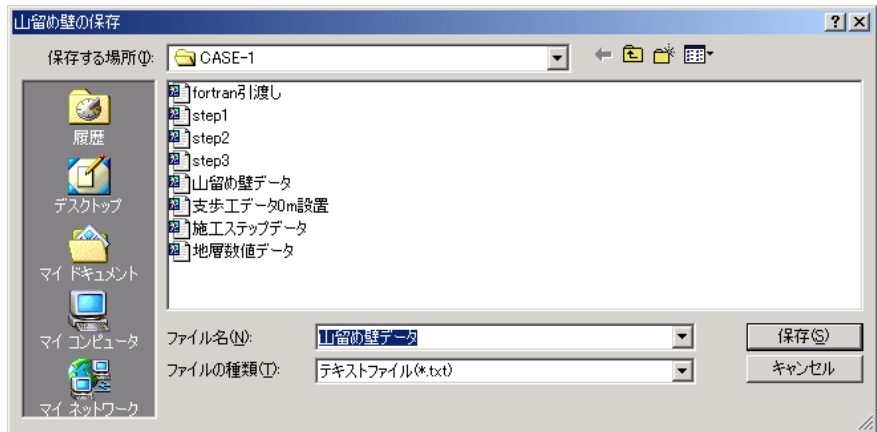 山留め壁の保存
保存する場所(I):
CASE-1
履歴
デスクトップ
マイ ドキュメント
マイ コンピュータ
マイ ネットワーク
fortran引渡し
step1
step2
step3
山留め壁データ
支歩工データ0m設置
施工ステップデータ
地層数値データ
ファイル名(N):
山留め壁データ
保存(S)
ファイルの種類(T):
テキストファイル(*.txt)
キャンセル